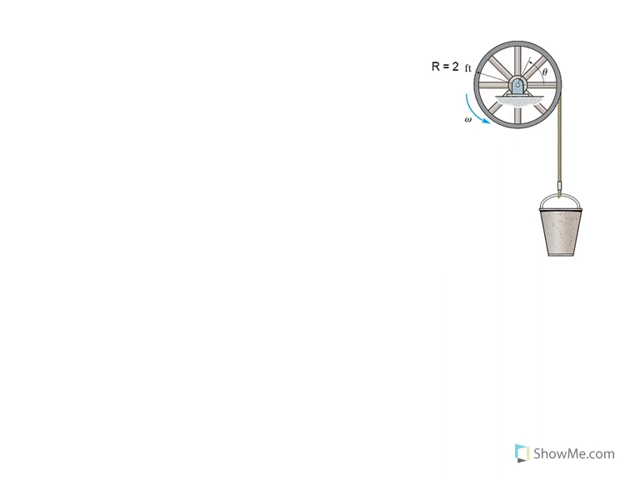 R = 2 ft
θ
ω
ShowMe.com